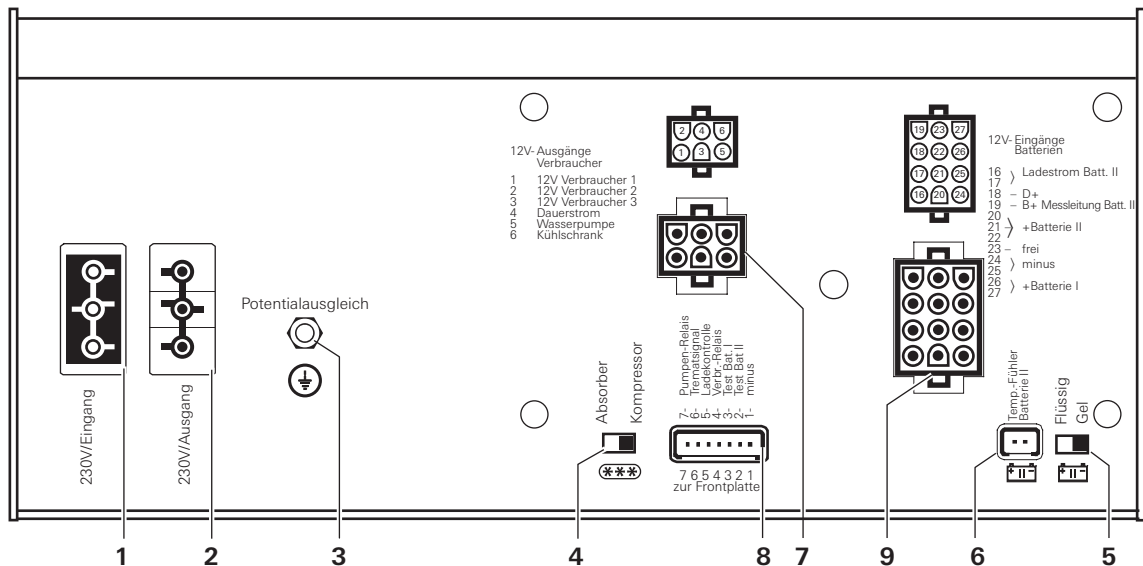 12V- Ausgänge
Verbraucher
1 12V Verbraucher 1
2 12V Verbraucher 2
3 12V Verbraucher 3
4 Dauerstrom
5 Wasserpumpe
6 Kühlschrank
2 4 6
1 3 5
19 23 27
18 22 26
17 21 25
16 20 24
12V- Eingänge
Batterien
16
17 Ladestrom Batt. II
18 – D+
19 – B+ Messleitung Batt. II
20
21 +Batterie II
22
23 – frei
24
25 minus
26
27 +Batterie I
Potentialausgleich
230V/Eingang
230V/Ausgang
Absorber
Kompressor
7- Pumpen-Relais
6- Trematsignal
5- Ladekontrolle
4- Verbr.-Relais
3- Test Bat. I
2- Test Bat II
1- minus
7 6 5 4 3 2 1
zur Frontplatte
Temp.-Fühler
Batterie II
Flüssig
Gel
+ II -
+ II -
1 2 3 4 8 7 9 6 5